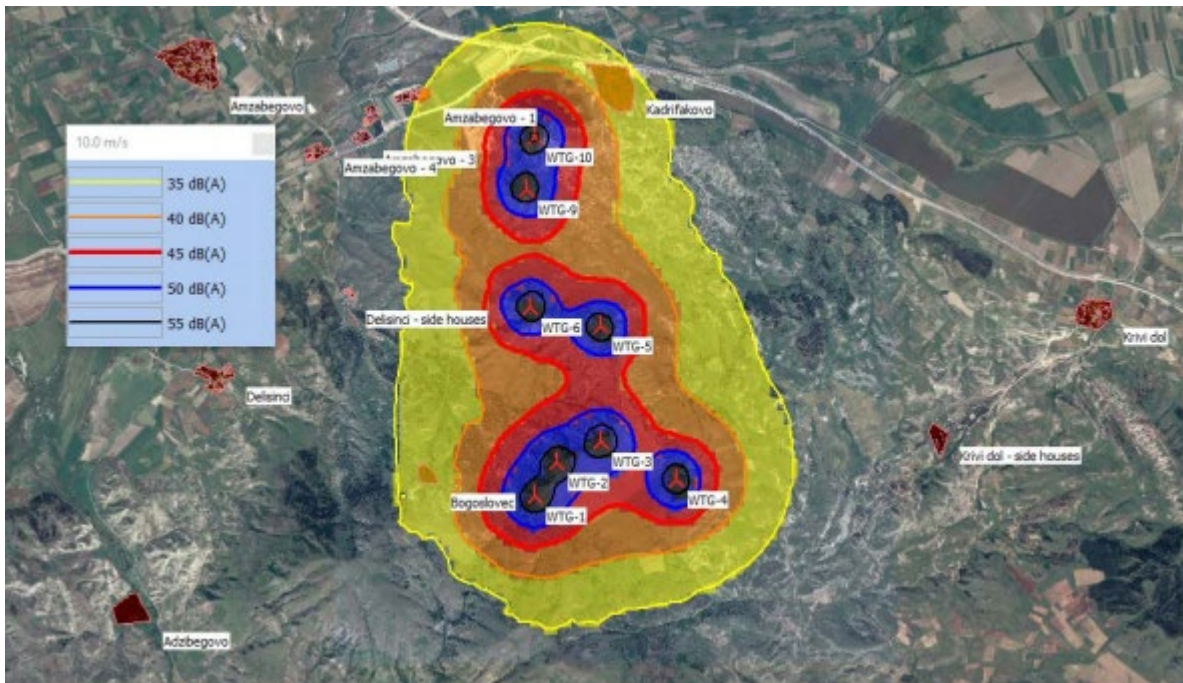 Amzabegovo
Kadrifakovo
Amzabegovo - 1
10.0 m/s
WTG-10
- 3
Amzabegovo - 4
35 dB(A)
WTG-9
40 dB(A)
45 dB(A)
50 dB(A)
55 dB(A)
Delisinci - side houses
WTG-6
WTG-5
Krivi dol
Delisinci
WTG-3
Krivi dol - side houses
WTG-2
WTG-4
Bogoslovec
WTG-1
Adzibegovo